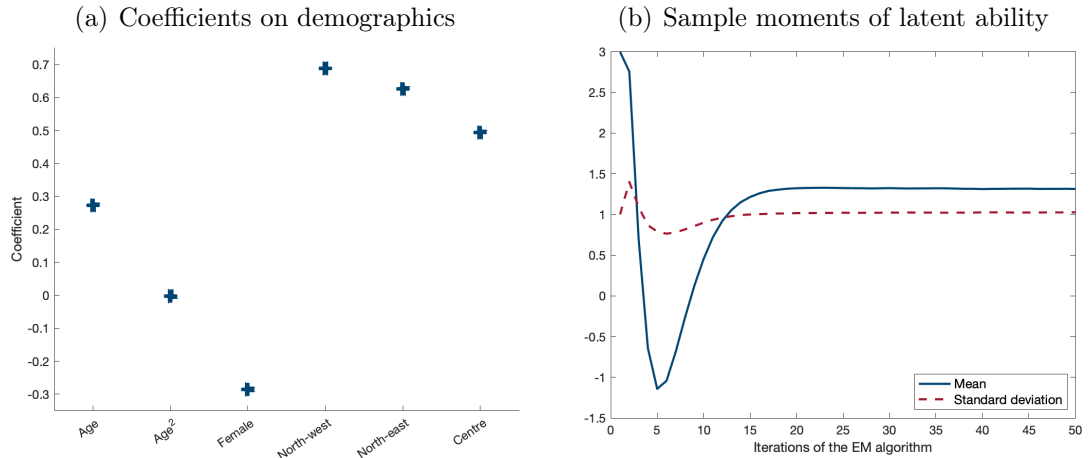 (a) Coefficients on demographics
Coefficient
0.7
0.6
0.5
0.4
0.3
0.2
0.1
0
-0.1
-0.2
-0.3
Age
Age²
Female
North-west
North-east
Centre
(b) Sample moments of latent ability
3
2.5
2
1.5
1
0.5
0
-0.5
-1
-1.5
0
5
10
15
20
25
30
35
40
45
50
Iterations of the EM algorithm
Mean
Standard deviation